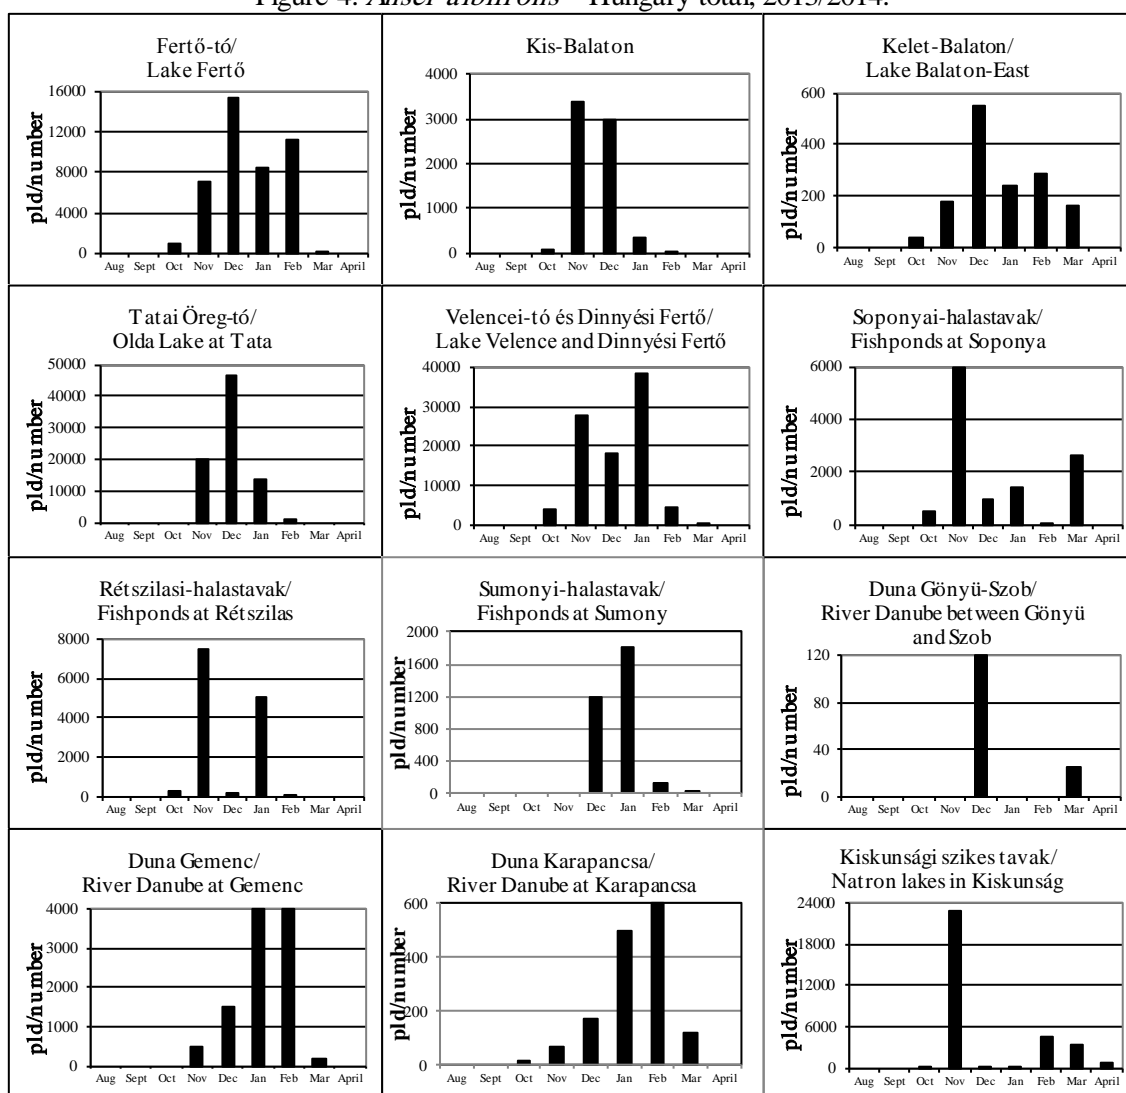 Figure 4. Anser albifrons – Hungary total, 2013/2014.
Fertő-tó/
Lake Fertő
pld/number
16000
12000
8000
4000
0
Aug Sept Oct Nov Dec Jan Feb Mar April
Kis-Balaton
pld/number
4000
3000
2000
1000
0
Aug Sept Oct Nov Dec Jan Feb Mar April
Kelet-Balaton/
Lake Balaton-East
pld/number
600
400
200
0
Aug Sept Oct Nov Dec Jan Feb Mar April
Tatai Öreg-tó/
Olda Lake at Tata
pld/number
50000
40000
30000
20000
10000
0
Aug Sept Oct Nov Dec Jan Feb Mar April
Velencei-tó és Dinnyési Fertő/
Lake Velence and Dinnyési Fertő
pld/number
40000
30000
20000
10000
0
Aug Sept Oct Nov Dec Jan Feb Mar April
Soponyai-halastavak/
Fishponds at Soponya
pld/number
6000
4000
2000
0
Aug Sept Oct Nov Dec Jan Feb Mar April
Rétszilasi-halastavak/
Fishponds at Rétszilas
pld/number
8000
6000
4000
2000
0
Aug Sept Oct Nov Dec Jan Feb Mar April
Sumonyi-halastavak/
Fishponds at Sumony
pld/number
2000
1600
1200
800
400
0
Aug Sept Oct Nov Dec Jan Feb Mar April
Duna Gönyü-Szob/
River Danube between Gönyü
and Szob
pld/number
120
80
40
0
Aug Sept Oct Nov Dec Jan Feb Mar April
Duna Gemenc/
River Danube at Gemenc
pld/number
4000
3000
2000
1000
0
Aug Sept Oct Nov Dec Jan Feb Mar April
Duna Karapancsa/
River Danube at Karapancsa
pld/number
600
400
200
0
Aug Sept Oct Nov Dec Jan Feb Mar April
Kiskunsági szikes tavak/
Natron lakes in Kiskunság
pld/number
24000
18000
12000
6000
0
Aug Sept Oct Nov Dec Jan Feb Mar April